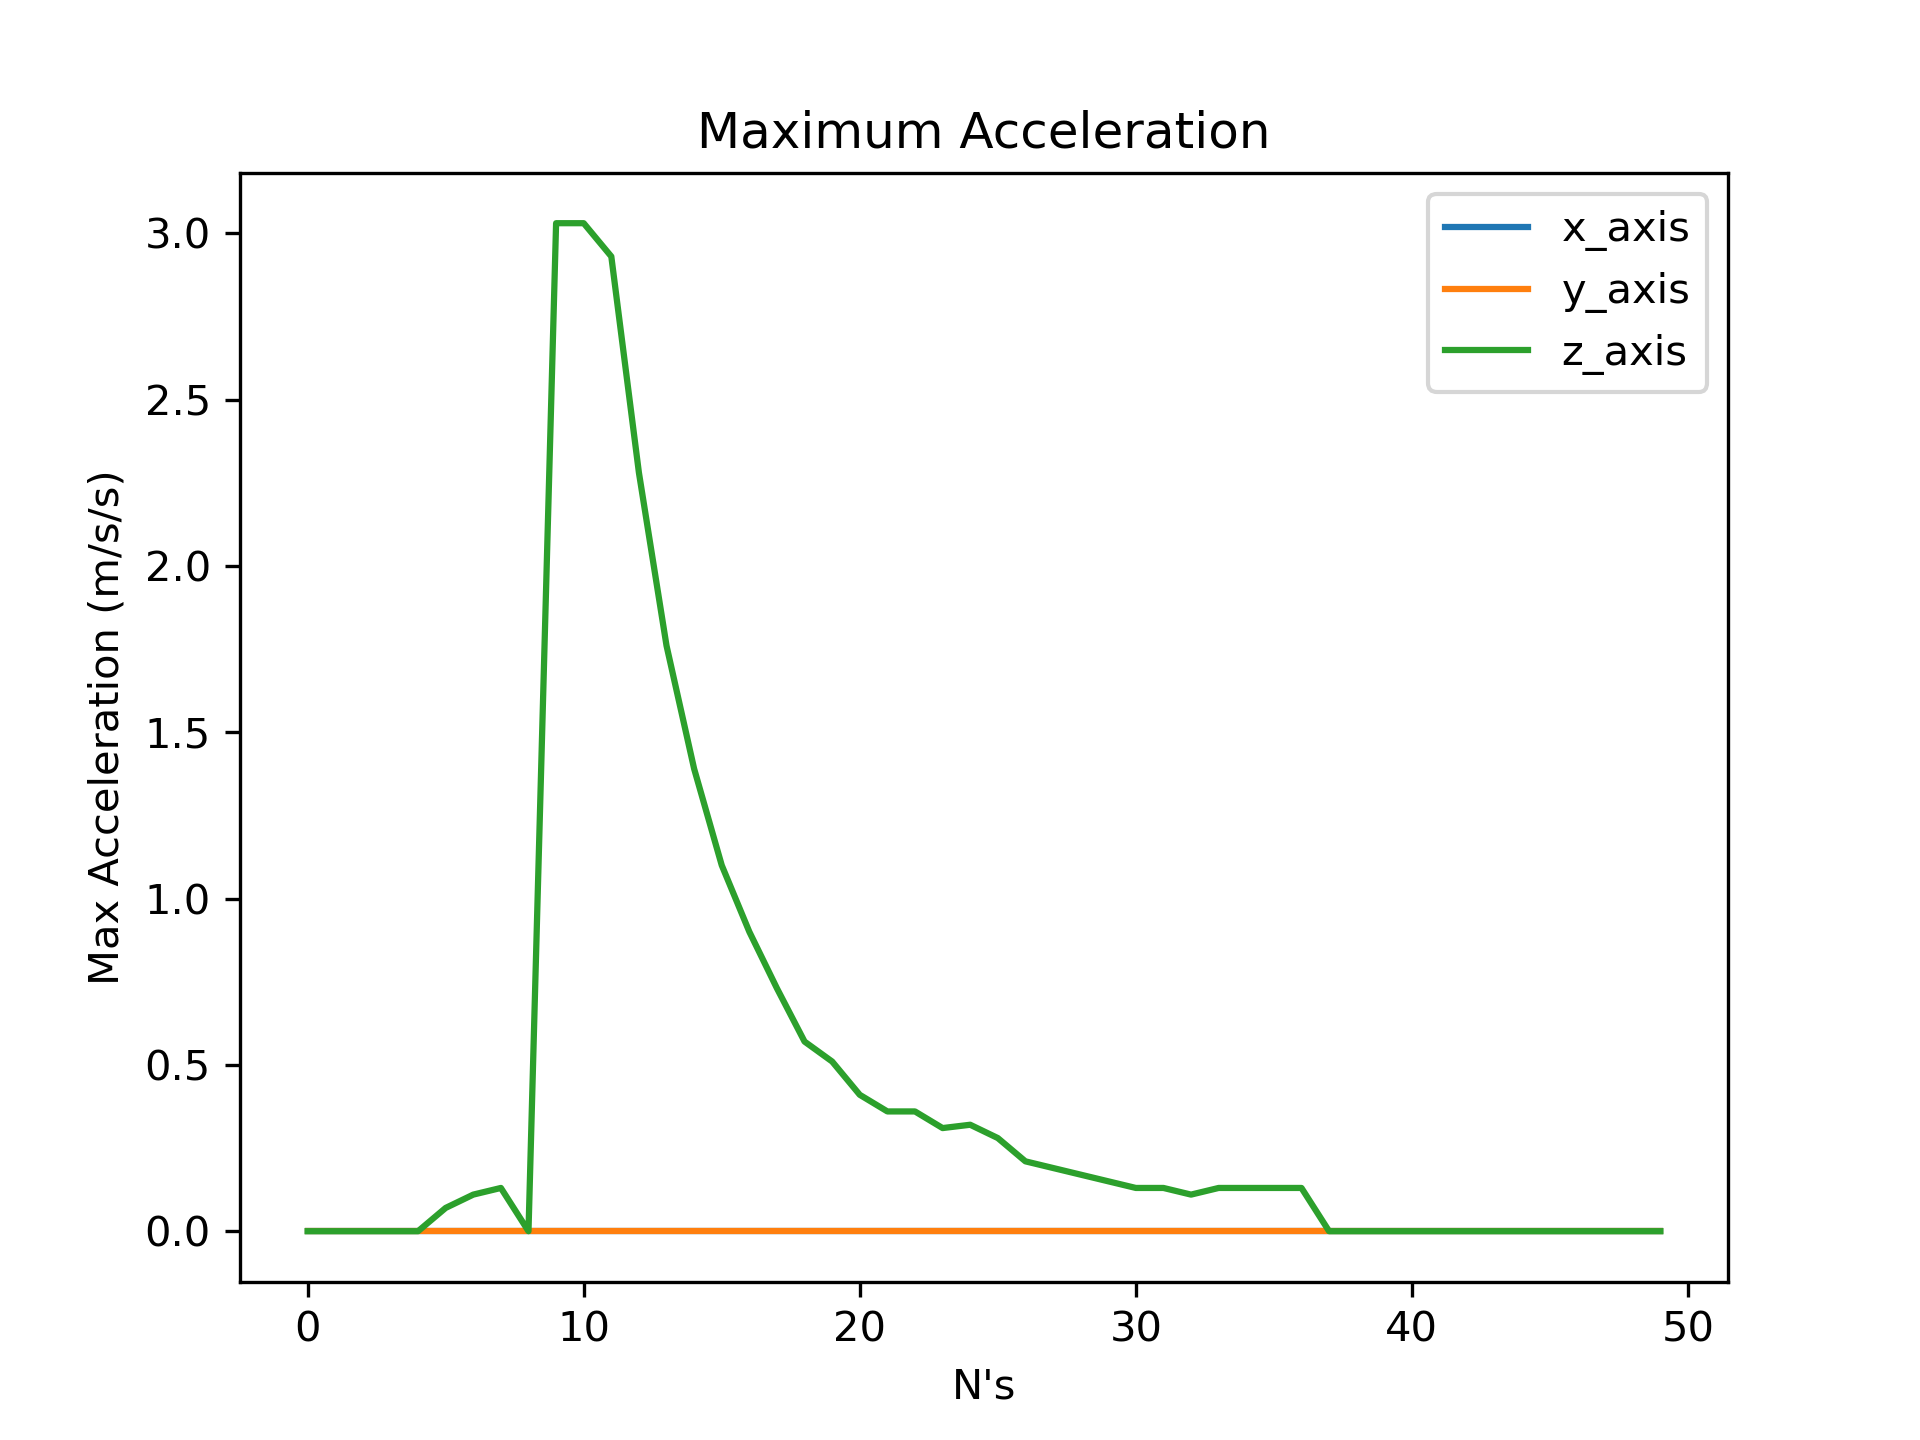 Maximum Acceleration
x_axis
y_axis
z_axis
Max Acceleration (m/s/s)
3.0
2.5
2.0
1.5
1.0
0.5
0.0
0 10 20 30 40 50
N's